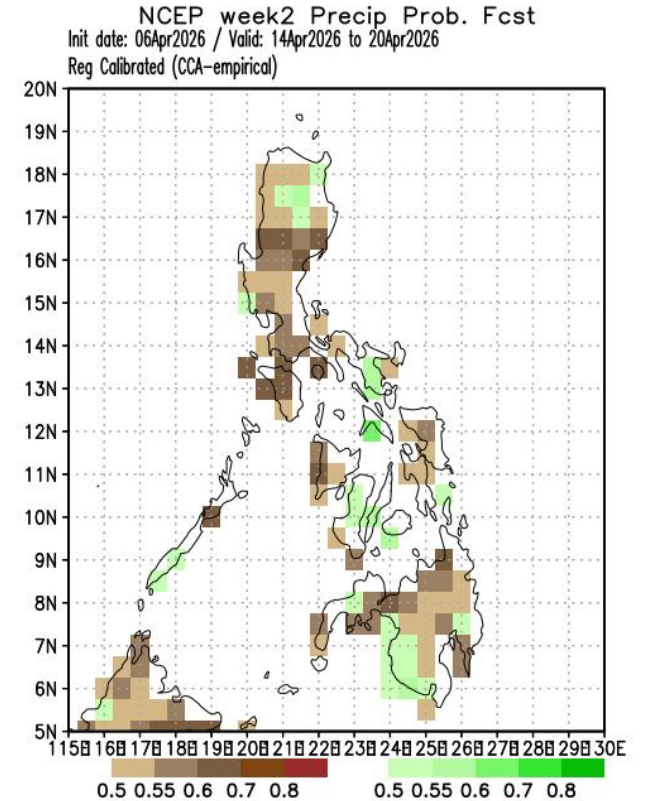 NCEP week2 Precip Prob. Fcst
Init date: 06Apr2026 / Valid: 14Apr2026 to 20Apr2026
Reg Calibrated (CCA-empirical)
20N
19N
18N
17N
16N
15N
14N
13N
12N
11N
10N
9N
8N
7N
6N
5N
115E 116E 117E 118E 119E 120E 121E 122E 123E 124E 125E 126E 127E 128E 129E 130E
0.5 0.55 0.6 0.7 0.8 0.5 0.55 0.6 0.7 0.8